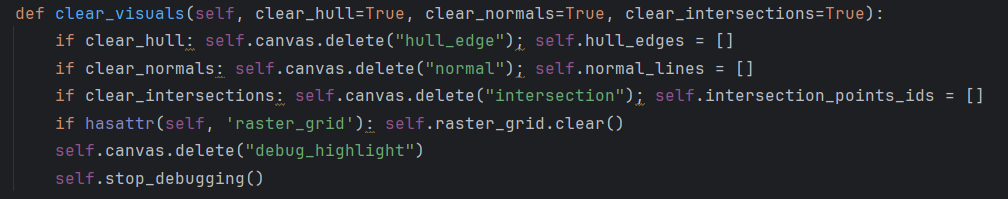 def clear_visuals(self, clear_hull=True, clear_normals=True, clear_intersections=True):
    if clear_hull: self.canvas.delete("hull_edge"); self.hull_edges = []
    if clear_normals: self.canvas.delete("normal"); self.normal_lines = []
    if clear_intersections: self.canvas.delete("intersection"); self.intersection_points_ids = []
    if hasattr(self, 'raster_grid'): self.raster_grid.clear()
    self.canvas.delete("debug_highlight")
    self.stop_debugging()